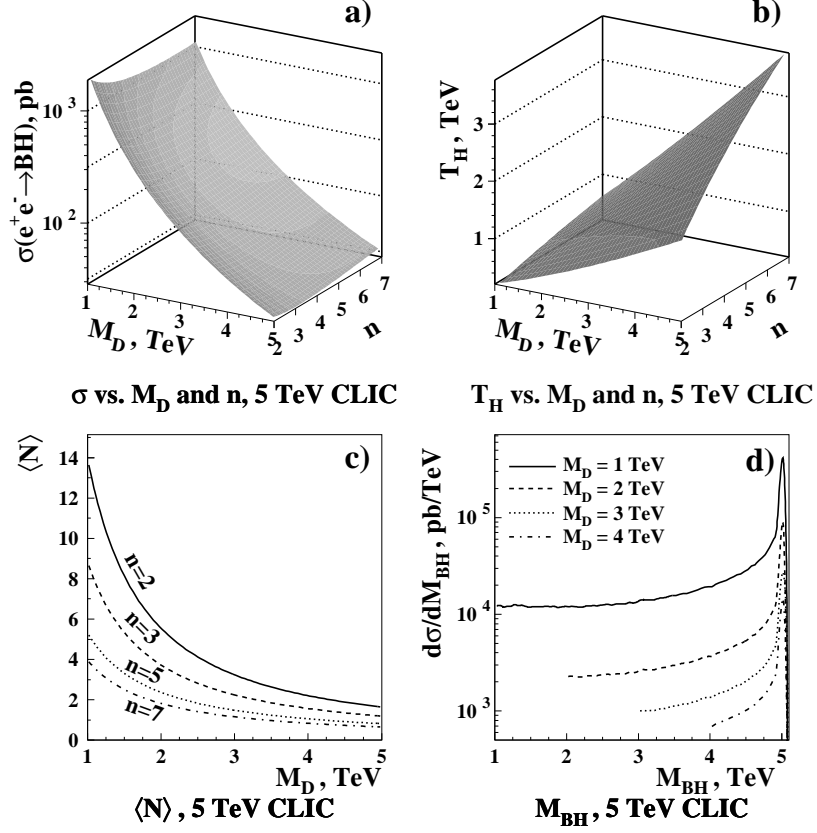 a)
σ(e⁺e⁻→BH), pb
10³
10²
1 2 3 4 5
M_D, TeV
2 3 4 5 6 7
n
σ vs. M_D and n, 5 TeV CLIC
b)
T_H, TeV
3
2
1
1 2 3 4 5
M_D, TeV
2 3 4 5 6 7
n
T_H vs. M_D and n, 5 TeV CLIC
c)
⟨N⟩
14
12
10
8
6
4
2
0
n=2
n=3
n=5
n=7
1 2 3 4 5
M_D, TeV
⟨N⟩, 5 TeV CLIC
d)
dσ/dM_BH, pb/TeV
M_D = 1 TeV
M_D = 2 TeV
M_D = 3 TeV
M_D = 4 TeV
10⁵
10⁴
10³
1 2 3 4 5
M_BH, TeV
M_BH, 5 TeV CLIC